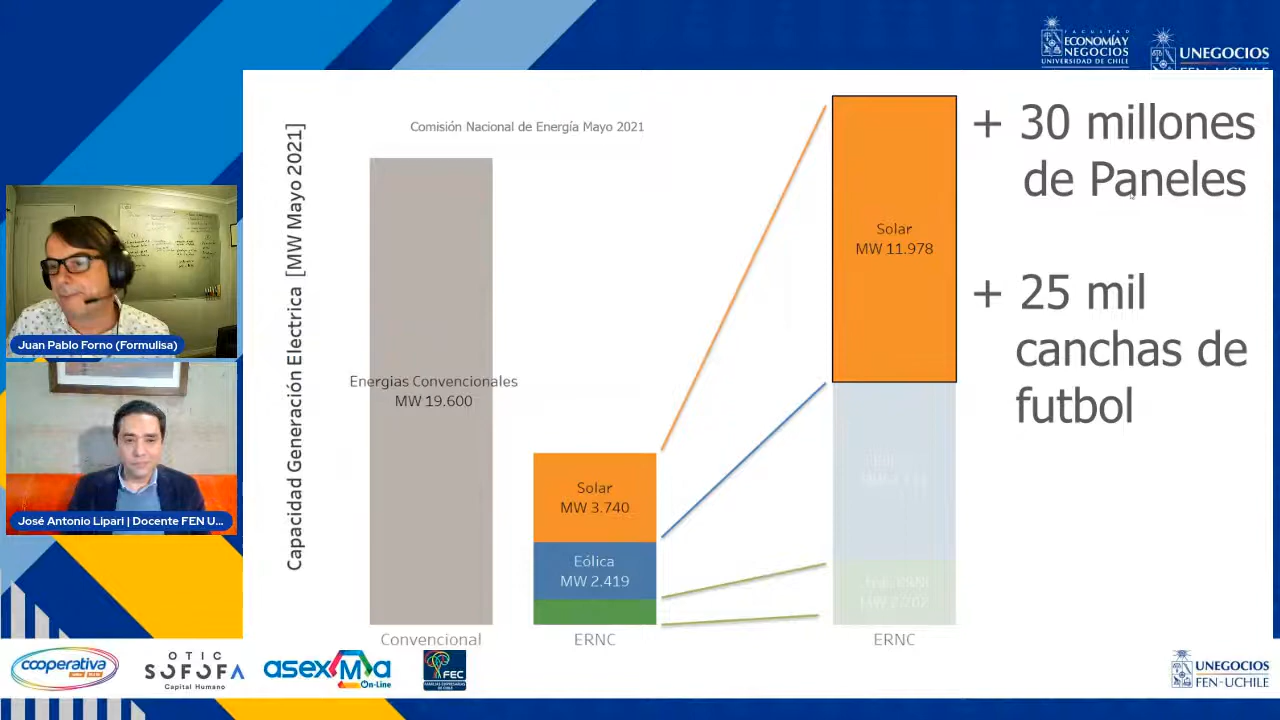 FACULTAD
ECONOMÍA Y
NEGOCIOS
UNIVERSIDAD DE CHILE
UNEGOCIOS
FEN-UCHILE
Comisión Nacional de Energía Mayo 2021
Capacidad Generación Electrica [MW Mayo 2021]
Energias Convencionales
MW 19.600
Solar
MW 3.740
Eólica
MW 2.419
Solar
MW 11.978
Convencional
ERNC
ERNC
+ 30 millones
de Paneles
+ 25 mil
canchas de
futbol
Juan Pablo Forno (Formulisa)
José Antonio Lipari | Docente FEN U...
cooperativa
OTIC
SOFOFA
Capital Humano
asexma
On-Line
FEC
UNEGOCIOS
FEN-UCHILE